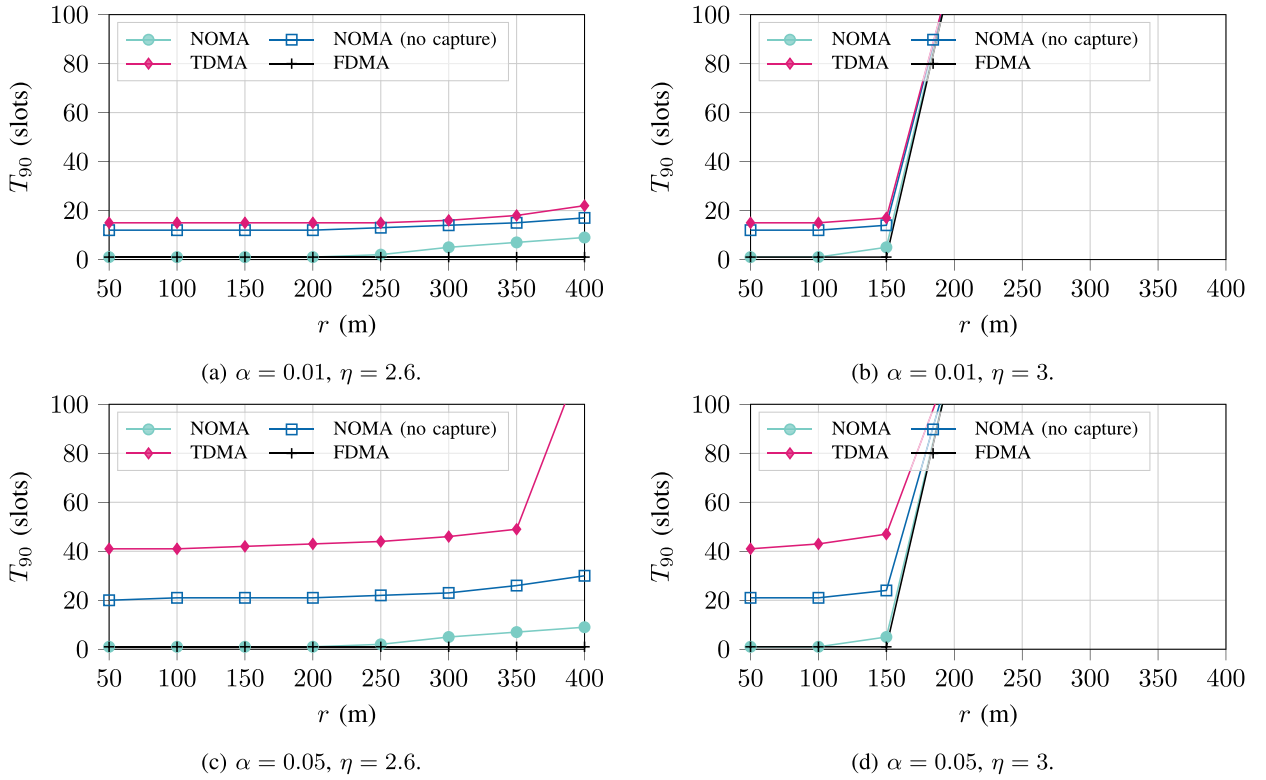 100
80
60
40
20
0
T90 (slots)
NOMA
NOMA (no capture)
TDMA
FDMA
50 100 150 200 250 300 350 400
r (m)
(a) α = 0.01, η = 2.6.
100
80
60
40
20
0
T90 (slots)
NOMA
NOMA (no capture)
TDMA
FDMA
50 100 150 200 250 300 350 400
r (m)
(b) α = 0.01, η = 3.
100
80
60
40
20
0
T90 (slots)
NOMA
NOMA (no capture)
TDMA
FDMA
50 100 150 200 250 300 350 400
r (m)
(c) α = 0.05, η = 2.6.
100
80
60
40
20
0
T90 (slots)
NOMA
NOMA (no capture)
TDMA
FDMA
50 100 150 200 250 300 350 400
r (m)
(d) α = 0.05, η = 3.